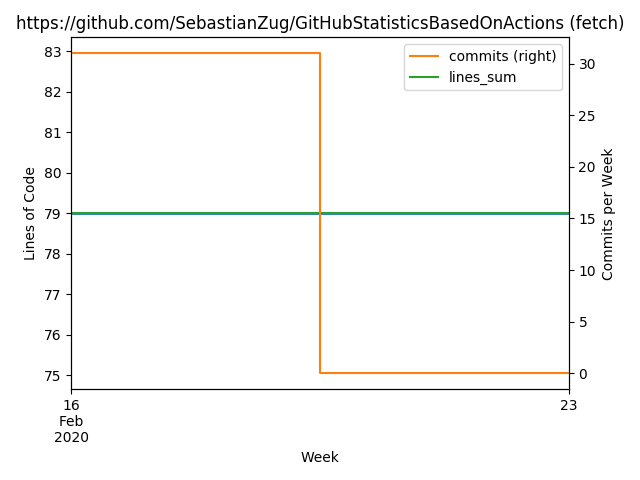 https://github.com/SebastianZug/GitHubStatisticsBasedOnActions (fetch)
commits (right)
lines_sum
83
82
81
80
79
78
77
76
75
Lines of Code
30
25
20
15
10
5
0
Commits per Week
16
Feb
2020
23
Week